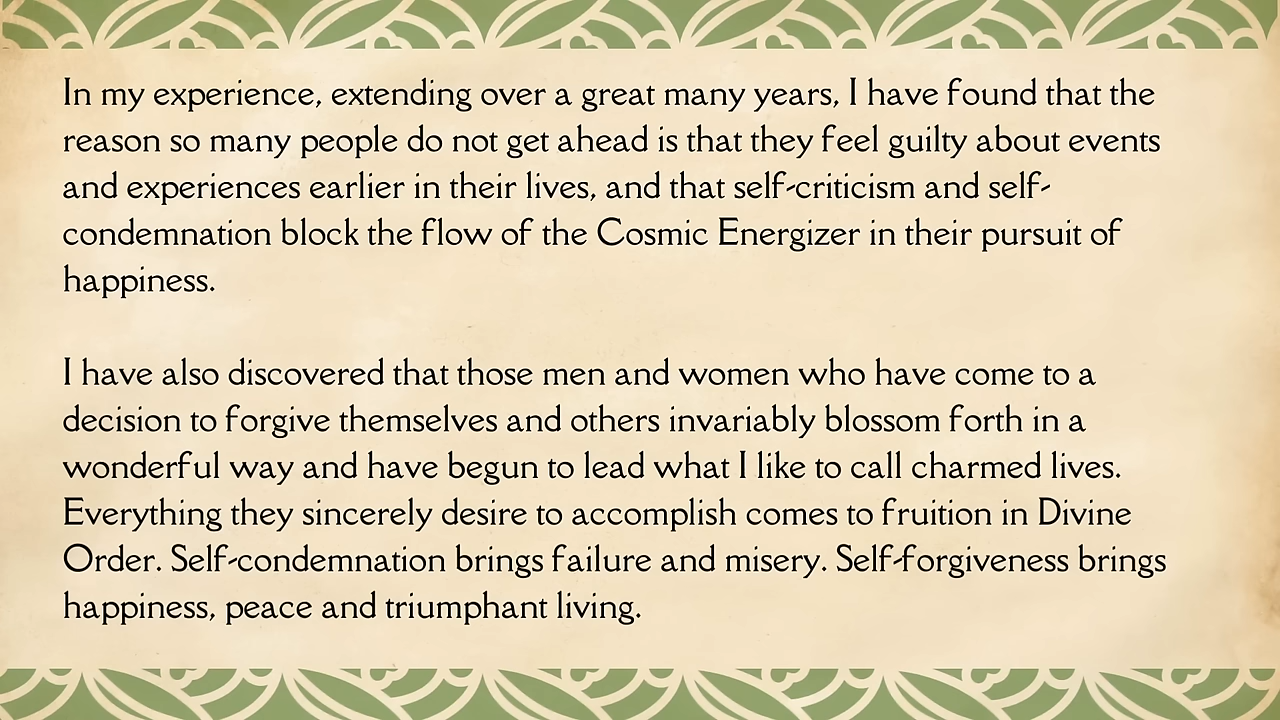 In my experience, extending over a great many years, I have found that the
reason so many people do not get ahead is that they feel guilty about events
and experiences earlier in their lives, and that self-criticism and self-
condemnation block the flow of the Cosmic Energizer in their pursuit of
happiness.
I have also discovered that those men and women who have come to a
decision to forgive themselves and others invariably blossom forth in a
wonderful way and have begun to lead what I like to call charmed lives.
Everything they sincerely desire to accomplish comes to fruition in Divine
Order. Self-condemnation brings failure and misery. Self-forgiveness brings
happiness, peace and triumphant living.